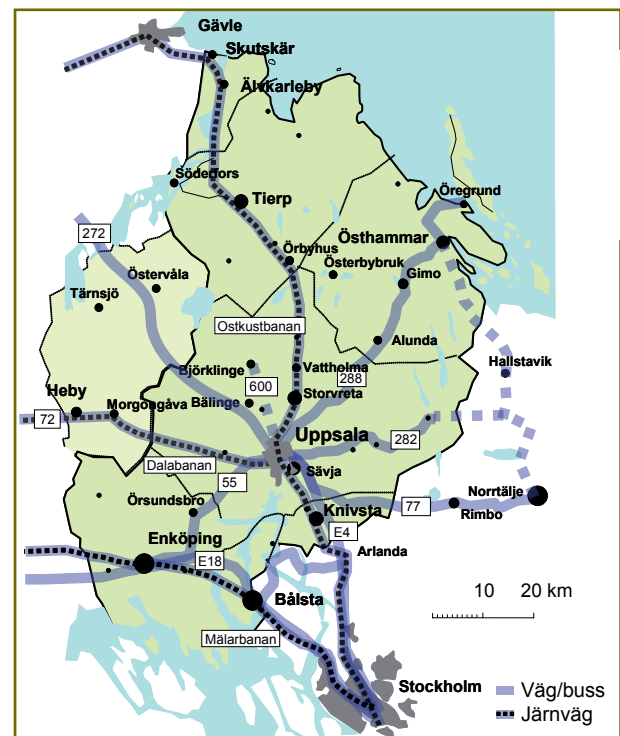 Gävle
Skutskär
Älvkarleby
Söderfors
Tierp
Öregrund
272
Östhammar
Örbyhus
Österbybruk
Gimo
Östervåla
Tärnsjö
Ostkustbanan
Alunda
Björklinge
Vattholma
Hallstavik
600
288
Heby
Morgongåva
Bälinge
Storvreta
72
Uppsala
282
Dalabanan
Sävja
55
Örsundsbro
Knivsta
77
Norrtälje
Rimbo
Enköping
E4
E18
Arlanda
Bålsta
10 20 km
Mälarbanan
Stockholm
Väg/buss
Järnväg